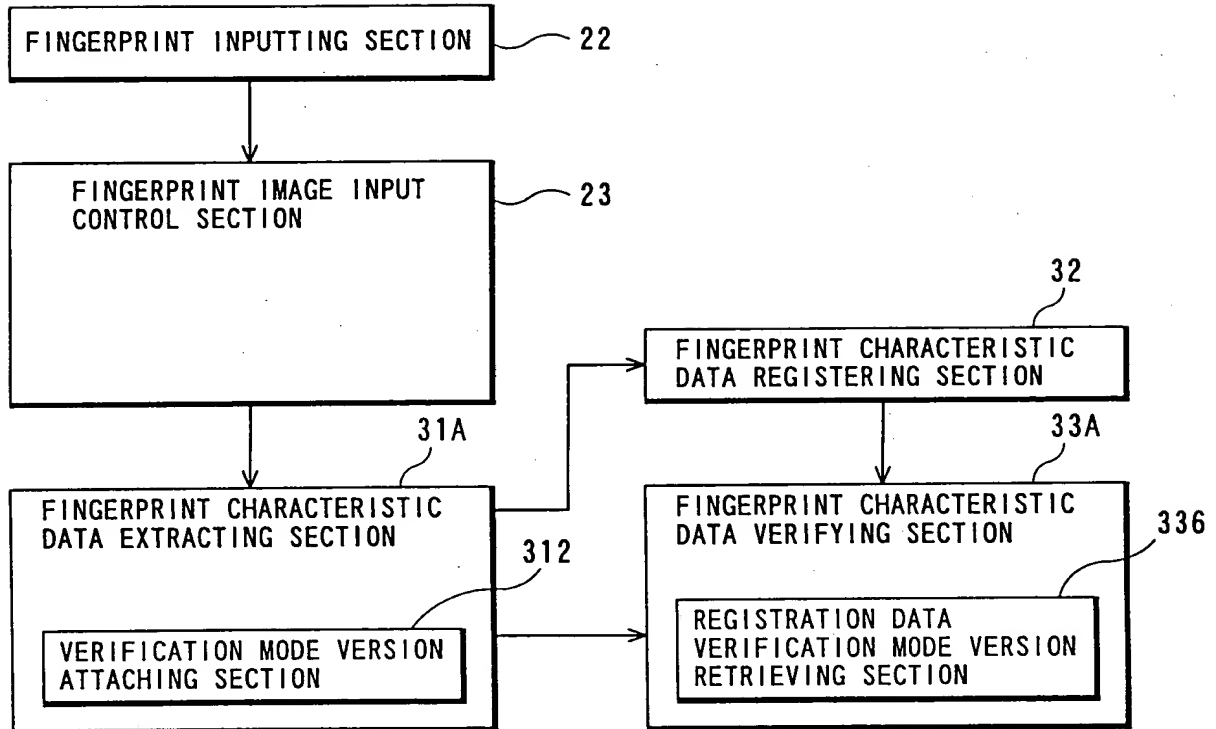 FINGERPRINT INPUTTING SECTION
22
FINGERPRINT IMAGE INPUT
CONTROL SECTION
23
32
FINGERPRINT CHARACTERISTIC
DATA REGISTERING SECTION
31A
FINGERPRINT CHARACTERISTIC
DATA EXTRACTING SECTION
312
VERIFICATION MODE VERSION
ATTACHING SECTION
33A
FINGERPRINT CHARACTERISTIC
DATA VERIFYING SECTION
336
REGISTRATION DATA
VERIFICATION MODE VERSION
RETRIEVING SECTION